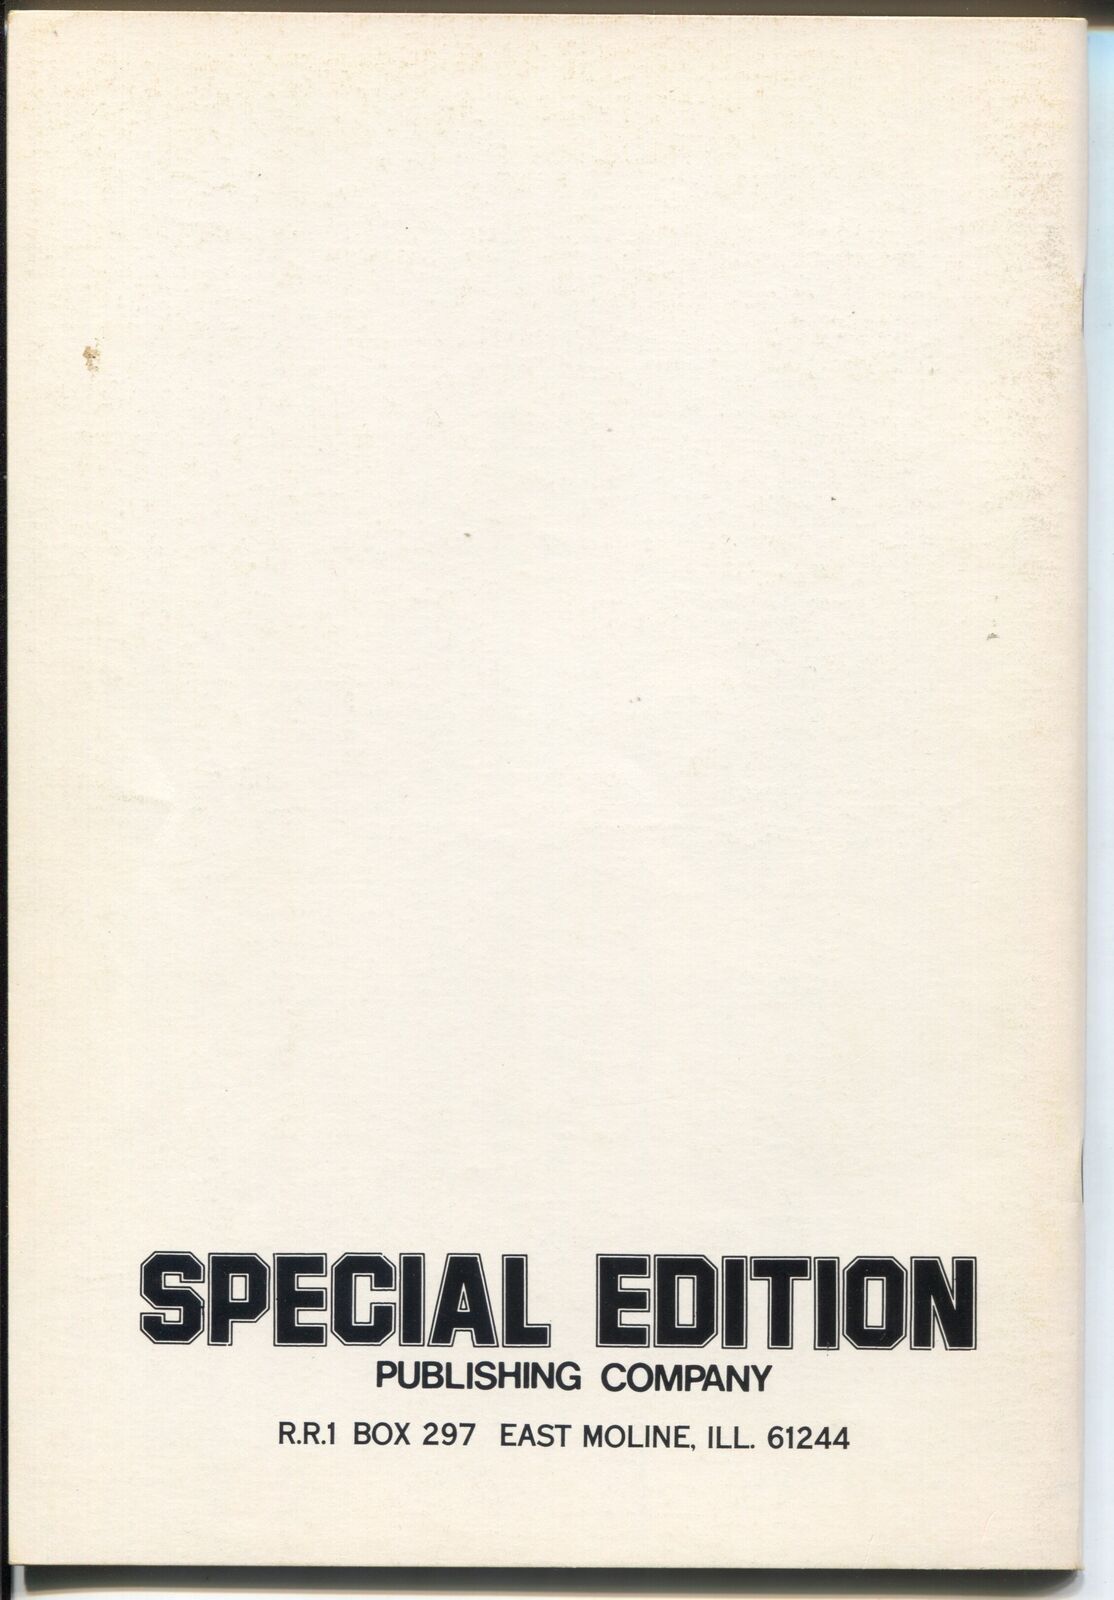 SPECIAL EDITION
PUBLISHING COMPANY
R.R.1 BOX 297 EAST MOLINE, ILL. 61244